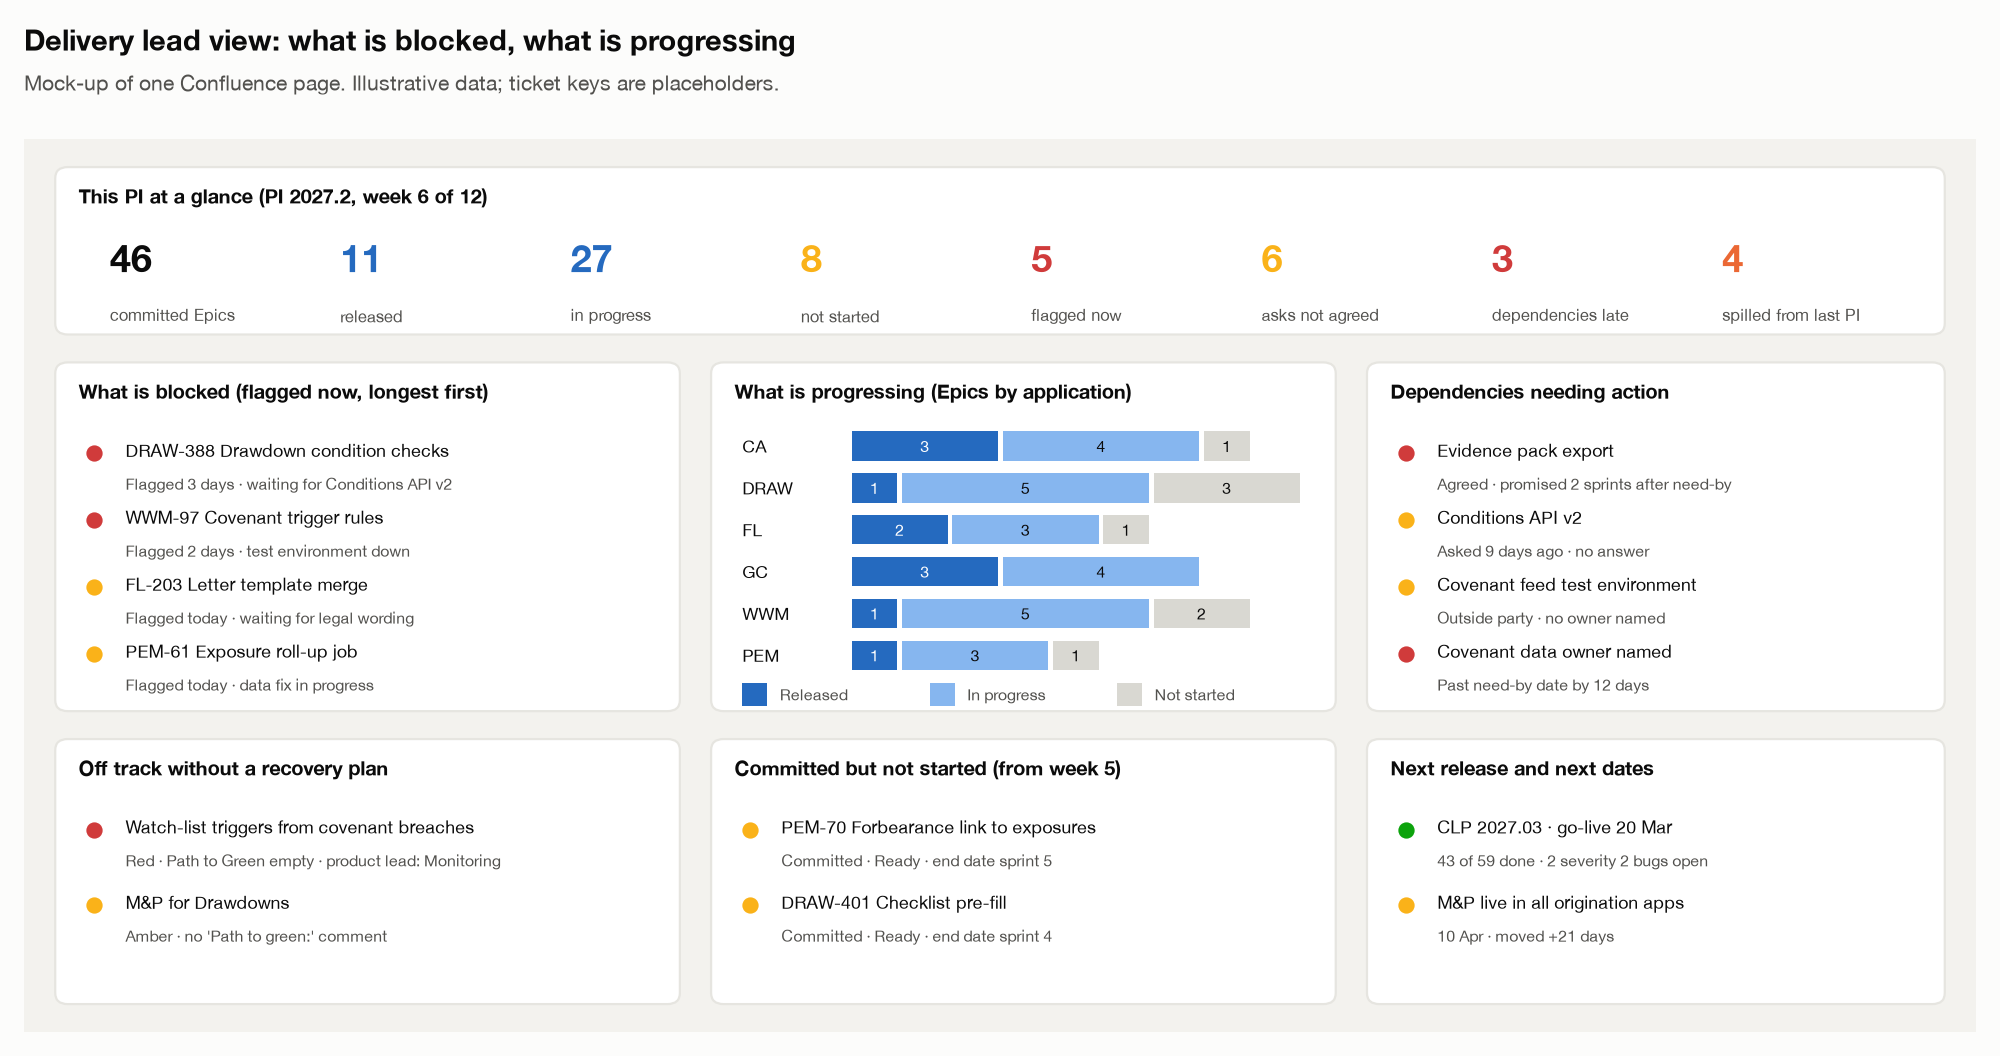 Delivery lead view: what is blocked, what is progressing
Mock-up of one Confluence page. Illustrative data; ticket keys are placeholders.
This PI at a glance (PI 2027.2, week 6 of 12)
46
11
27
8
5
6
3
4
committed Epics
released
in progress
not started
flagged now
asks not agreed
dependencies late
spilled from last PI
What is blocked (flagged now, longest first)
DRAW-388 Drawdown condition checks
Flagged 3 days · waiting for Conditions API v2
WWM-97 Covenant trigger rules
Flagged 2 days · test environment down
FL-203 Letter template merge
Flagged today · waiting for legal wording
PEM-61 Exposure roll-up job
Flagged today · data fix in progress
What is progressing (Epics by application)
CA 3 4 1
DRAW 1 5 3
FL 2 3 1
GC 3 4
WWM 1 5 2
PEM 1 3 1
Released In progress Not started
Dependencies needing action
Evidence pack export
Agreed · promised 2 sprints after need-by
Conditions API v2
Asked 9 days ago · no answer
Covenant feed test environment
Outside party · no owner named
Covenant data owner named
Past need-by date by 12 days
Off track without a recovery plan
Watch-list triggers from covenant breaches
Red · Path to Green empty · product lead: Monitoring
M&P for Drawdowns
Amber · no 'Path to green:' comment
Committed but not started (from week 5)
PEM-70 Forbearance link to exposures
Committed · Ready · end date sprint 5
DRAW-401 Checklist pre-fill
Committed · Ready · end date sprint 4
Next release and next dates
CLP 2027.03 · go-live 20 Mar
43 of 59 done · 2 severity 2 bugs open
M&P live in all origination apps
10 Apr · moved +21 days